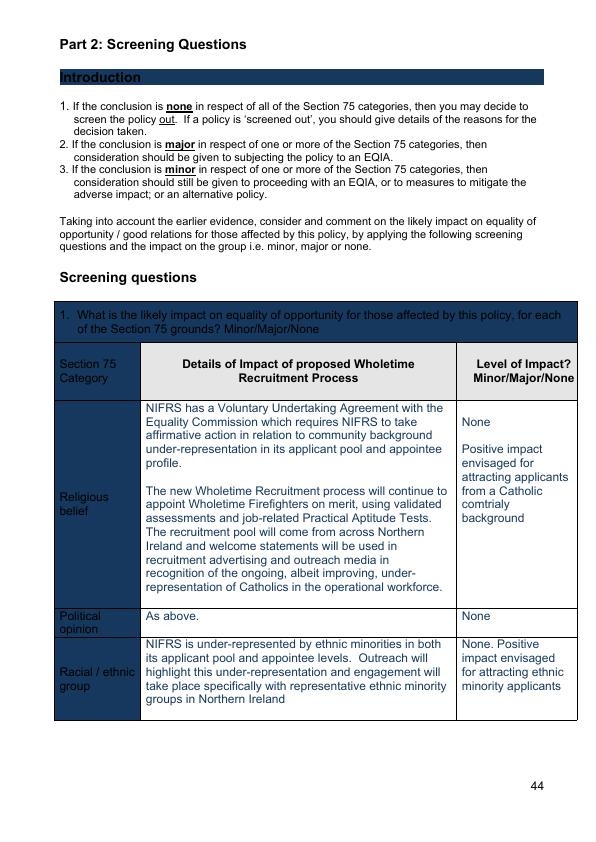 Part 2: Screening Questions
Introduction
1. If the conclusion is none in respect of all of the Section 75 categories, then you may decide to
screen the policy out.  If a policy is ‘screened out’, you should give details of the reasons for the
decision taken.
2. If the conclusion is major in respect of one or more of the Section 75 categories, then
consideration should be given to subjecting the policy to an EQIA.
3. If the conclusion is minor in respect of one or more of the Section 75 categories, then
consideration should still be given to proceeding with an EQIA, or to measures to mitigate the
adverse impact; or an alternative policy.
Taking into account the earlier evidence, consider and comment on the likely impact on equality of
opportunity / good relations for those affected by this policy, by applying the following screening
questions and the impact on the group i.e. minor, major or none.
Screening questions
1. What is the likely impact on equality of opportunity for those affected by this policy, for each
of the Section 75 grounds? Minor/Major/None
Section 75
Category
Details of Impact of proposed Wholetime
Recruitment Process
Level of Impact?
Minor/Major/None
Religious
belief
NIFRS has a Voluntary Undertaking Agreement with the
Equality Commission which requires NIFRS to take
affirmative action in relation to community background
under-representation in its applicant pool and appointee
profile.
The new Wholetime Recruitment process will continue to
appoint Wholetime Firefighters on merit, using validated
assessments and job-related Practical Aptitude Tests.
The recruitment pool will come from across Northern
Ireland and welcome statements will be used in
recruitment advertising and outreach media in
recognition of the ongoing, albeit improving, under-
representation of Catholics in the operational workforce.
None
Positive impact
envisaged for
attracting applicants
from a Catholic
comtrialy
background
Political
opinion
As above.
None
Racial / ethnic
group
NIFRS is under-represented by ethnic minorities in both
its applicant pool and appointee levels.  Outreach will
highlight this under-representation and engagement will
take place specifically with representative ethnic minority
groups in Northern Ireland
None. Positive
impact envisaged
for attracting ethnic
minority applicants
44